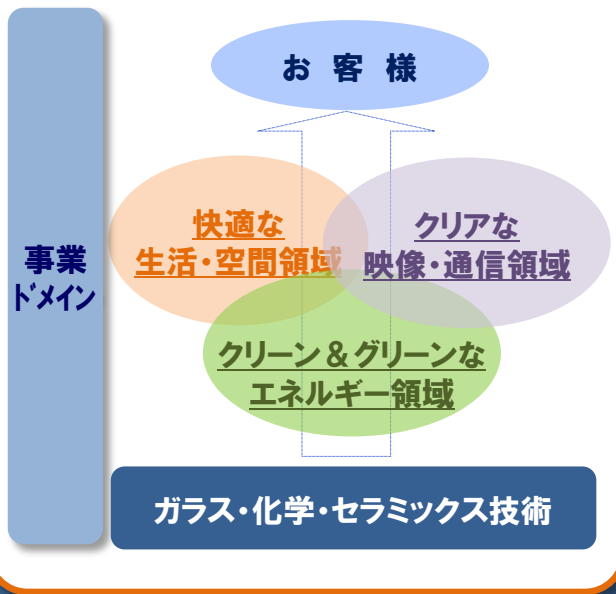 お 客 様
快適な
生活・空間領域
クリアな
映像・通信領域
事業
ドメイン
クリーン＆グリーンな
エネルギー領域
ガラス・化学・セラミックス技術